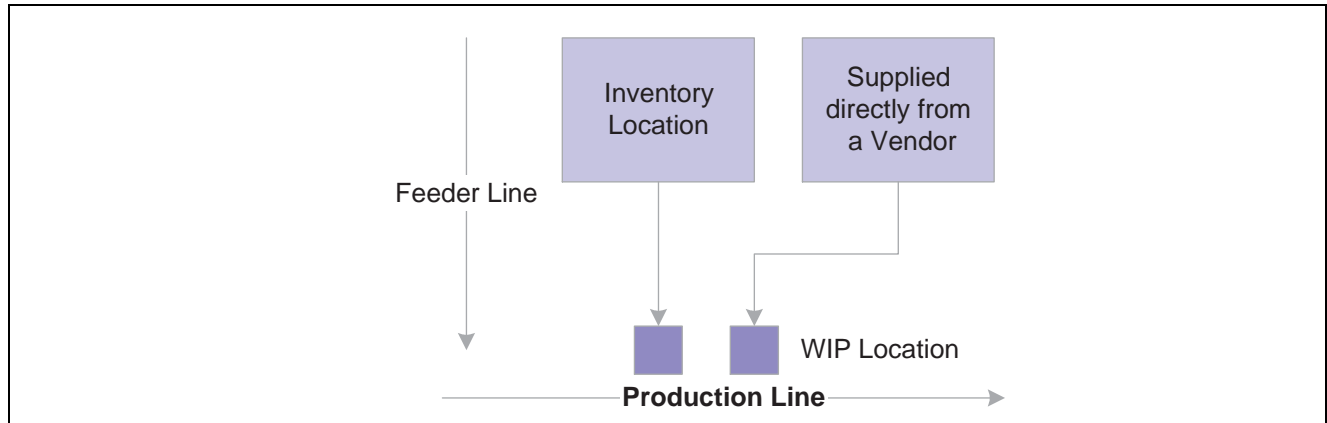 Inventory
Location
Supplied
directly from
a Vendor
Feeder Line
WIP Location
Production Line